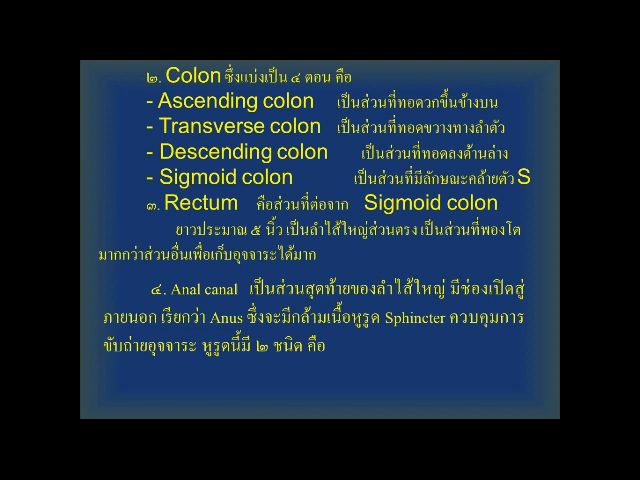 ๒. Colon ซึ่งแบ่งเป็น ๔ ตอน คือ
- Ascending colon เป็นส่วนที่ทอดวกขึ้นข้างบน
- Transverse colon เป็นส่วนที่ทอดขวางทางลำตัว
- Descending colon เป็นส่วนที่ทอดลงด้านล่าง
- Sigmoid colon เป็นส่วนที่มีลักษณะคล้ายตัว S
๓. Rectum คือส่วนที่ต่อจาก Sigmoid colon
ยาวประมาณ ๕ นิ้ว เป็นลำไส้ใหญ่ส่วนตรง เป็นส่วนที่พองโต
มากกว่าส่วนอื่นเพื่อเก็บอุจจาระได้มาก
๔. Anal canal เป็นส่วนสุดท้ายของลำไส้ใหญ่ มีช่องเปิดสู่
ภายนอก เรียกว่า Anus ซึ่งจะมีกล้ามเนื้อหูรูด Sphincter ควบคุมการ
ขับถ่ายอุจจาระ หูรูดนี้มี ๒ ชนิด คือ